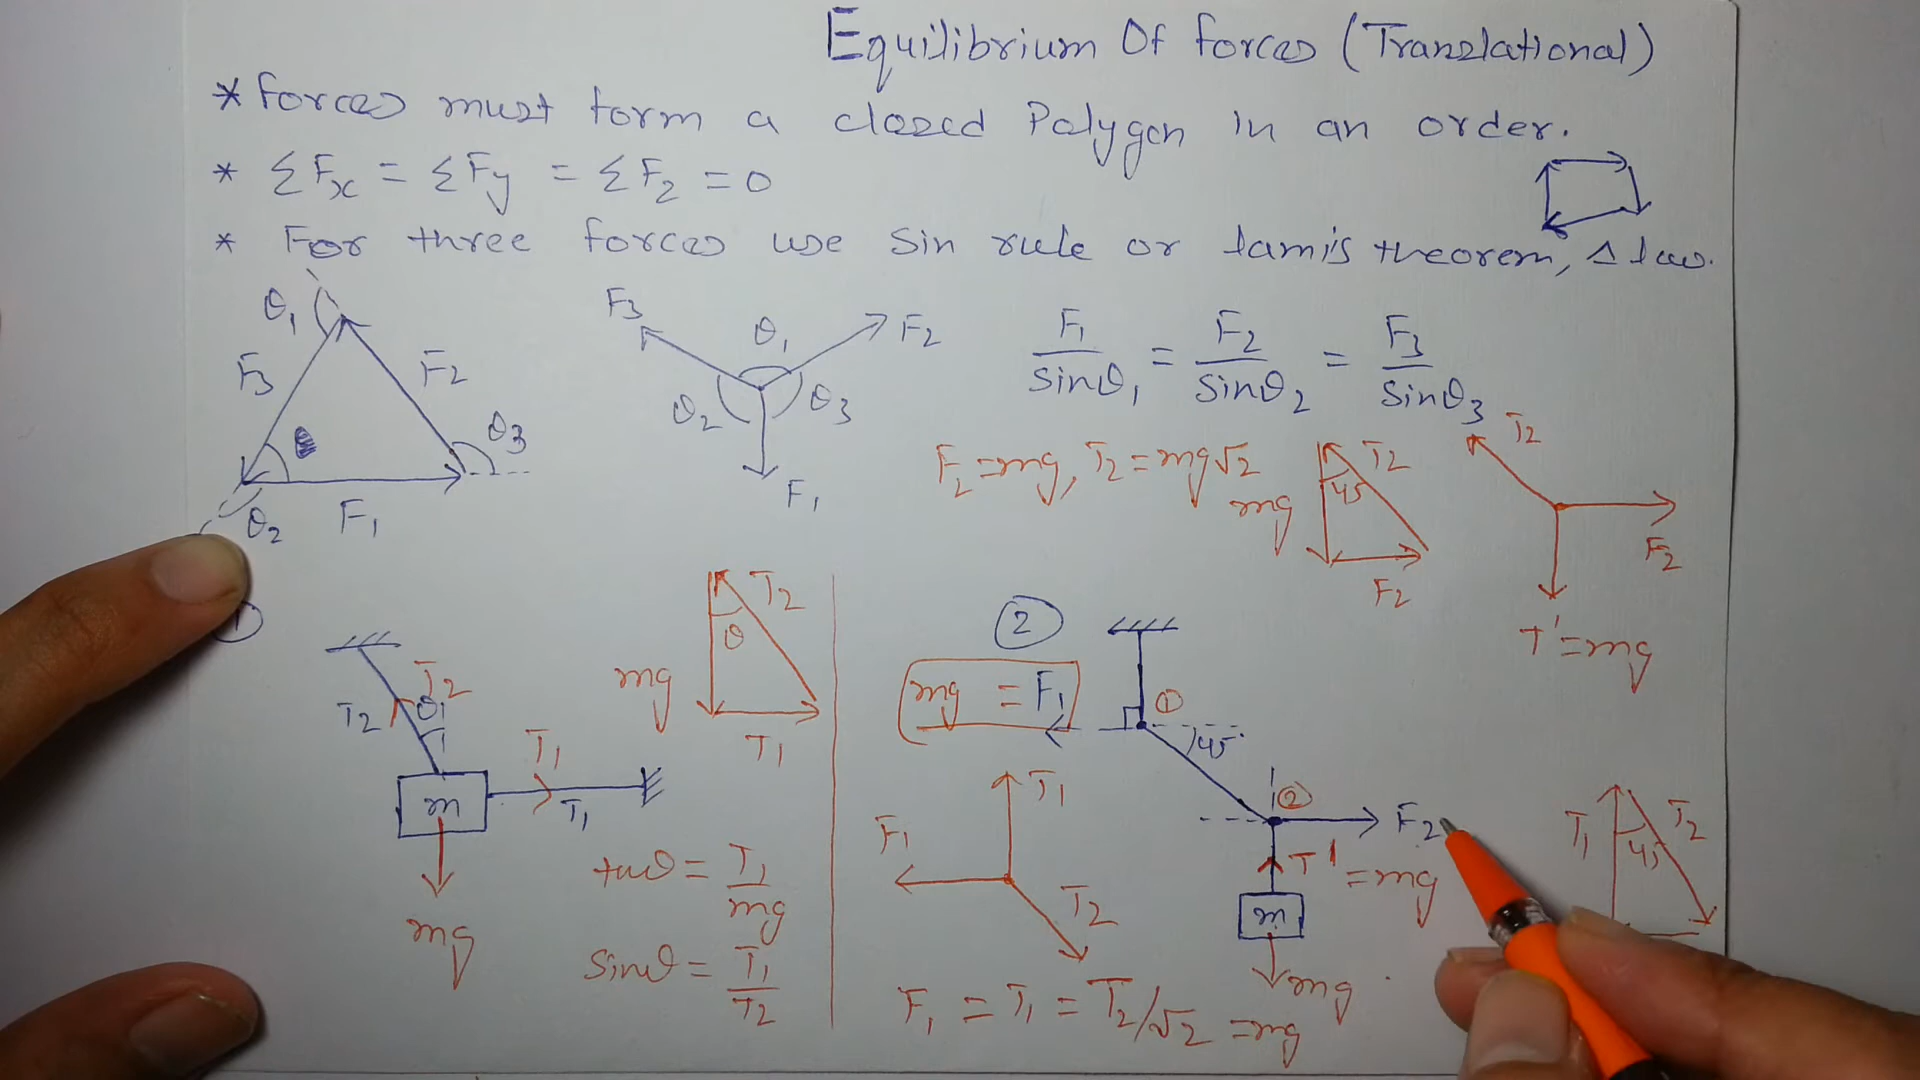 Equilibrium Of forces (Translational)
* forces must form a closed Polygon in an order.
* ΣFx = ΣFy = ΣFz = 0
* For three forces use Sin rule or lamis theorem, Δ law.
θ1
F3
F2
θ3
θ2
F1
F3
θ1
F2
θ2
θ3
F1
F1/Sinθ1 = F2/Sinθ2 = F3/Sinθ3
F2 = mg, T2 = mg√2
mg
45
T2
F2
T2
F2
T' = mg
1
T2
T2
θ
T1
T1
m
mg
mg
θ
T2
T1
tanθ = T1/mg
Sinθ = T1/T2
2
mg = F1
1
45°
2
F2
T' = mg
m
mg
T1
F1
T2
T1
45
T2
F1 = T1 = T2/√2 = mg